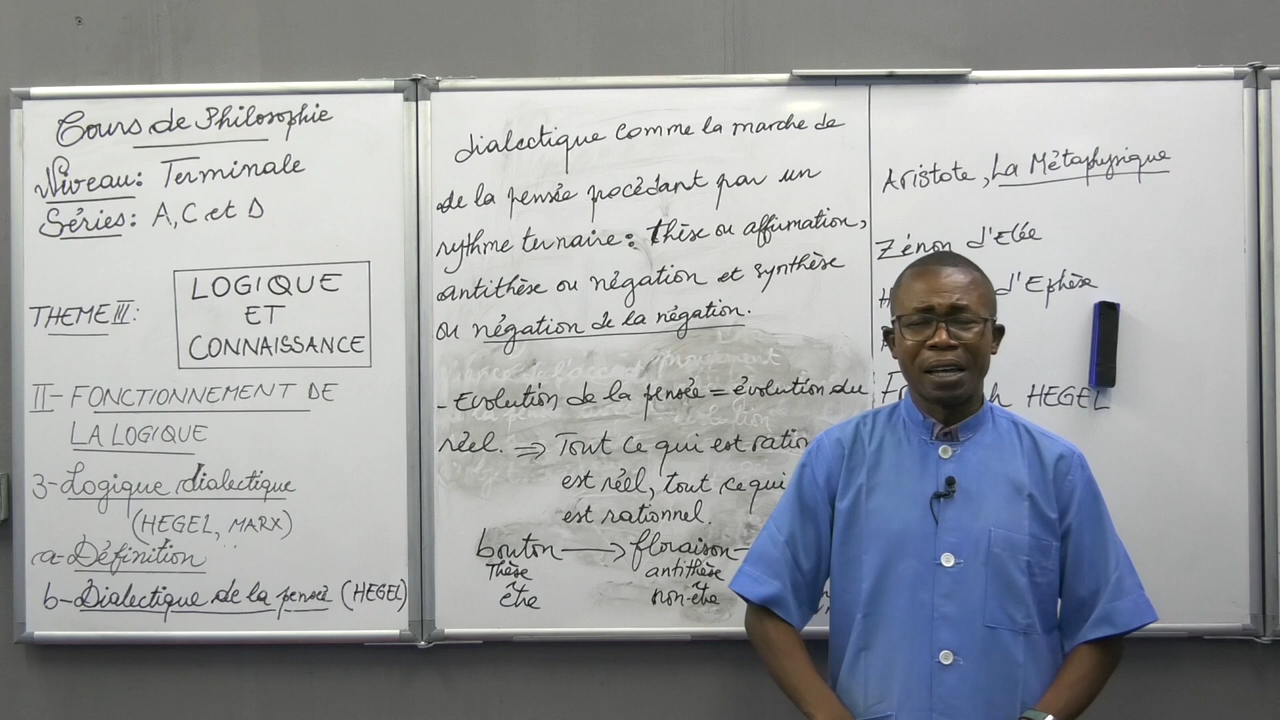 Cours de Philosophie
Niveau: Terminale
Séries: A, C et D
THEME III:
LOGIQUE
ET
CONNAISSANCE
II- FONCTIONNEMENT DE
LA LOGIQUE
3- Logique dialectique
(HEGEL, MARX)
a- Définition
b- Dialectique de la pensée (HEGEL)
dialectique comme la marche de
de la pensée procédant par un
rythme ternaire: thèse ou affirmation,
antithèse ou négation et synthèse
ou négation de la négation.
- Evolution de la pensée = évolution du
réel. => Tout ce qui est
est réel, tout ce qui
est rationnel.
bouton → floraison
Thèse antithèse
être non-être
Aristote, La Métaphysique
Zénon d'Elée
d'Ephèse
HEGEL